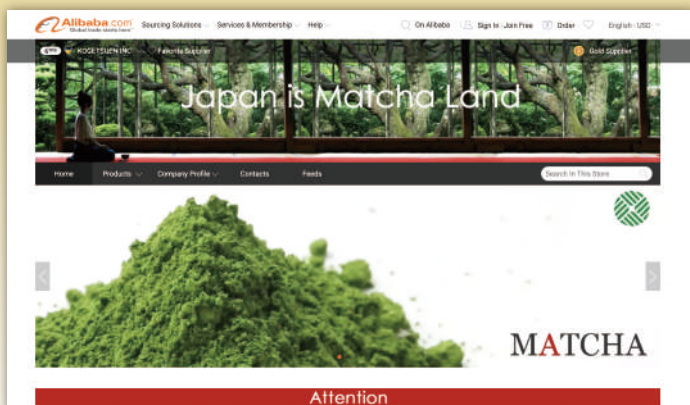 Alibaba.com Sourcing Solutions Services & Membership Help On Alibaba Sign In Join Free Order English - USD
Global trade starts here
KOGETSUEN INC Favorite Supplier Gold Supplier
Japan is Matcha Land
Home Products Company Profile Contacts Feeds Search In This Store
MATCHA
Attention